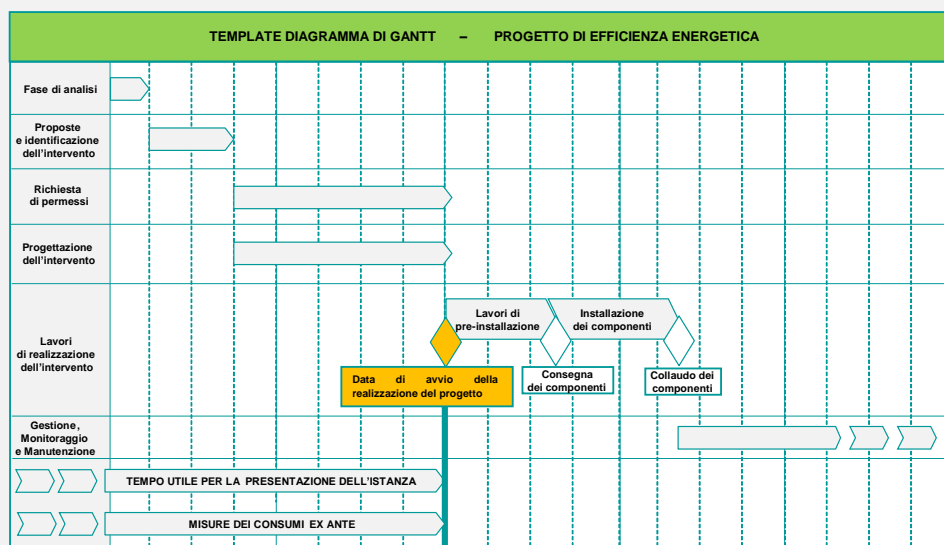 TEMPLATE DIAGRAMMA DI GANTT – PROGETTO DI EFFICIENZA ENERGETICA
Fase di analisi
Proposte
e identificazione
dell'intervento
Richiesta
di permessi
Progettazione
dell'intervento
Lavori
di realizzazione
dell'intervento
Lavori di
pre-installazione
Installazione
dei componenti
Data di avvio della
realizzazione del progetto
Consegna
dei componenti
Collaudo dei
componenti
Gestione,
Monitoraggio
e Manutenzione
TEMPO UTILE PER LA PRESENTAZIONE DELL'ISTANZA
MISURE DEI CONSUMI EX ANTE